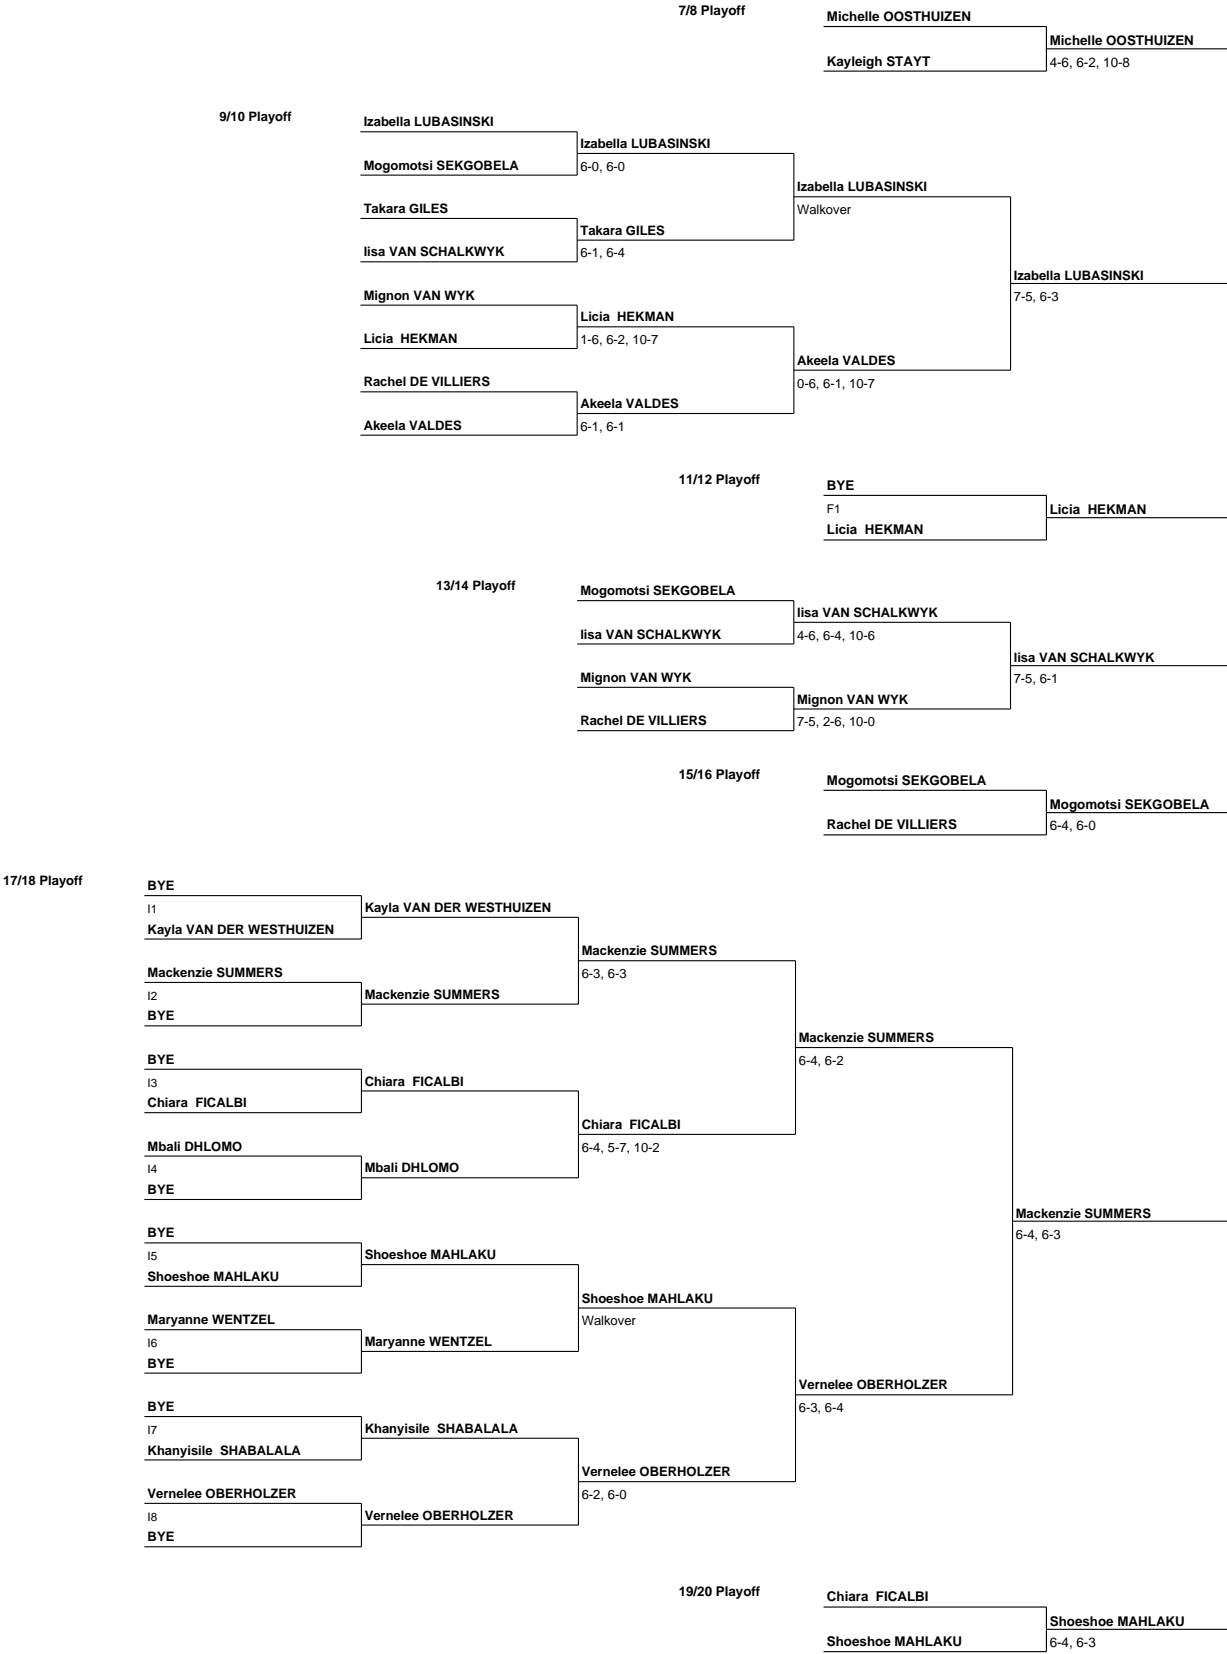 7/8 Playoff
Michelle OOSTHUIZEN
Michelle OOSTHUIZEN
Kayleigh STAYT
4-6, 6-2, 10-8
9/10 Playoff
Izabella LUBASINSKI
Izabella LUBASINSKI
Mogomotsi SEKGOBELA
6-0, 6-0
Izabella LUBASINSKI
Takara GILES
Walkover
Takara GILES
Iisa VAN SCHALKWYK
6-1, 6-4
Izabella LUBASINSKI
Mignon VAN WYK
7-5, 6-3
Licia  HEKMAN
Licia  HEKMAN
1-6, 6-2, 10-7
Akeela VALDES
Rachel DE VILLIERS
0-6, 6-1, 10-7
Akeela VALDES
Akeela VALDES
6-1, 6-1
11/12 Playoff
BYE
F1
Licia  HEKMAN
Licia  HEKMAN
13/14 Playoff
Mogomotsi SEKGOBELA
Iisa VAN SCHALKWYK
Iisa VAN SCHALKWYK
4-6, 6-4, 10-6
Iisa VAN SCHALKWYK
Mignon VAN WYK
7-5, 6-1
Mignon VAN WYK
Rachel DE VILLIERS
7-5, 2-6, 10-0
15/16 Playoff
Mogomotsi SEKGOBELA
Mogomotsi SEKGOBELA
Rachel DE VILLIERS
6-4, 6-0
17/18 Playoff
BYE
I1
Kayla VAN DER WESTHUIZEN
Kayla VAN DER WESTHUIZEN
Mackenzie SUMMERS
Mackenzie SUMMERS
6-3, 6-3
I2
Mackenzie SUMMERS
BYE
Mackenzie SUMMERS
BYE
6-4, 6-2
I3
Chiara  FICALBI
Chiara  FICALBI
Chiara  FICALBI
Mbali DHLOMO
6-4, 5-7, 10-2
I4
Mbali DHLOMO
BYE
Mackenzie SUMMERS
BYE
6-4, 6-3
I5
Shoeshoe MAHLAKU
Shoeshoe MAHLAKU
Shoeshoe MAHLAKU
Maryanne WENTZEL
Walkover
I6
Maryanne WENTZEL
BYE
Vernelee OBERHOLZER
BYE
6-3, 6-4
I7
Khanyisile  SHABALALA
Khanyisile  SHABALALA
Vernelee OBERHOLZER
Vernelee OBERHOLZER
6-2, 6-0
I8
Vernelee OBERHOLZER
BYE
19/20 Playoff
Chiara  FICALBI
Shoeshoe MAHLAKU
Shoeshoe MAHLAKU
6-4, 6-3